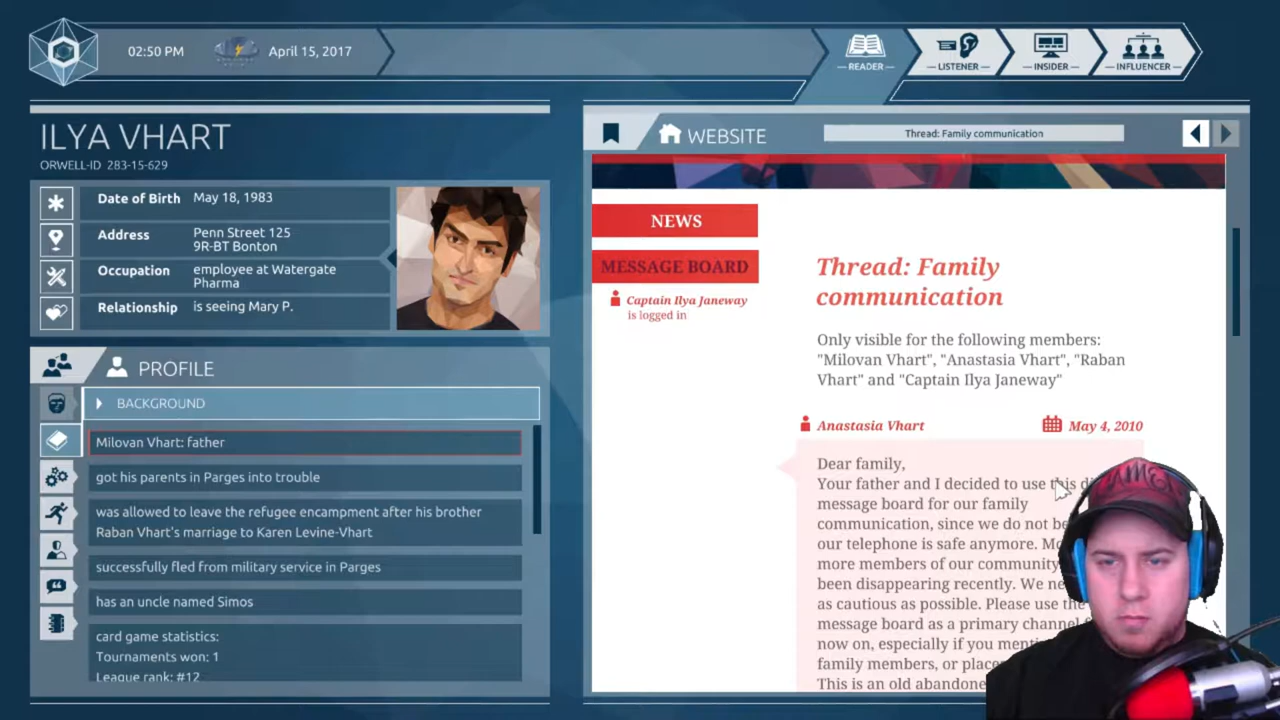 02:50 PM
April 15, 2017
READER
LISTENER
INSIDER
INFLUENCER
ILYA VHART
ORWELL-ID 283-15-629
Date of Birth May 18, 1983
Address Penn Street 125
9R-BT Bonton
Occupation employee at Watergate
Pharma
Relationship is seeing Mary P.
PROFILE
BACKGROUND
Milovan Vhart: father
got his parents in Parges into trouble
was allowed to leave the refugee encampment after his brother
Raban Vhart's marriage to Karen Levine-Vhart
successfully fled from military service in Parges
has an uncle named Simos
card game statistics:
Tournaments won: 1
League rank: #12
WEBSITE
Thread: Family communication
NEWS
MESSAGE BOARD
Captain Ilya Janeway
is logged in
Thread: Family
communication
Only visible for the following members:
"Milovan Vhart", "Anastasia Vhart", "Raban
Vhart" and "Captain Ilya Janeway"
Anastasia Vhart
May 4, 2010
Dear family,
Your father and I decided to use this
message board for our family
communication, since we do not
our telephone is safe anymore.
more members of our community
been disappearing recently. We
as cautious as possible. Please use the
message board as a primary channel
now on, especially if you
family members, or
This is an old